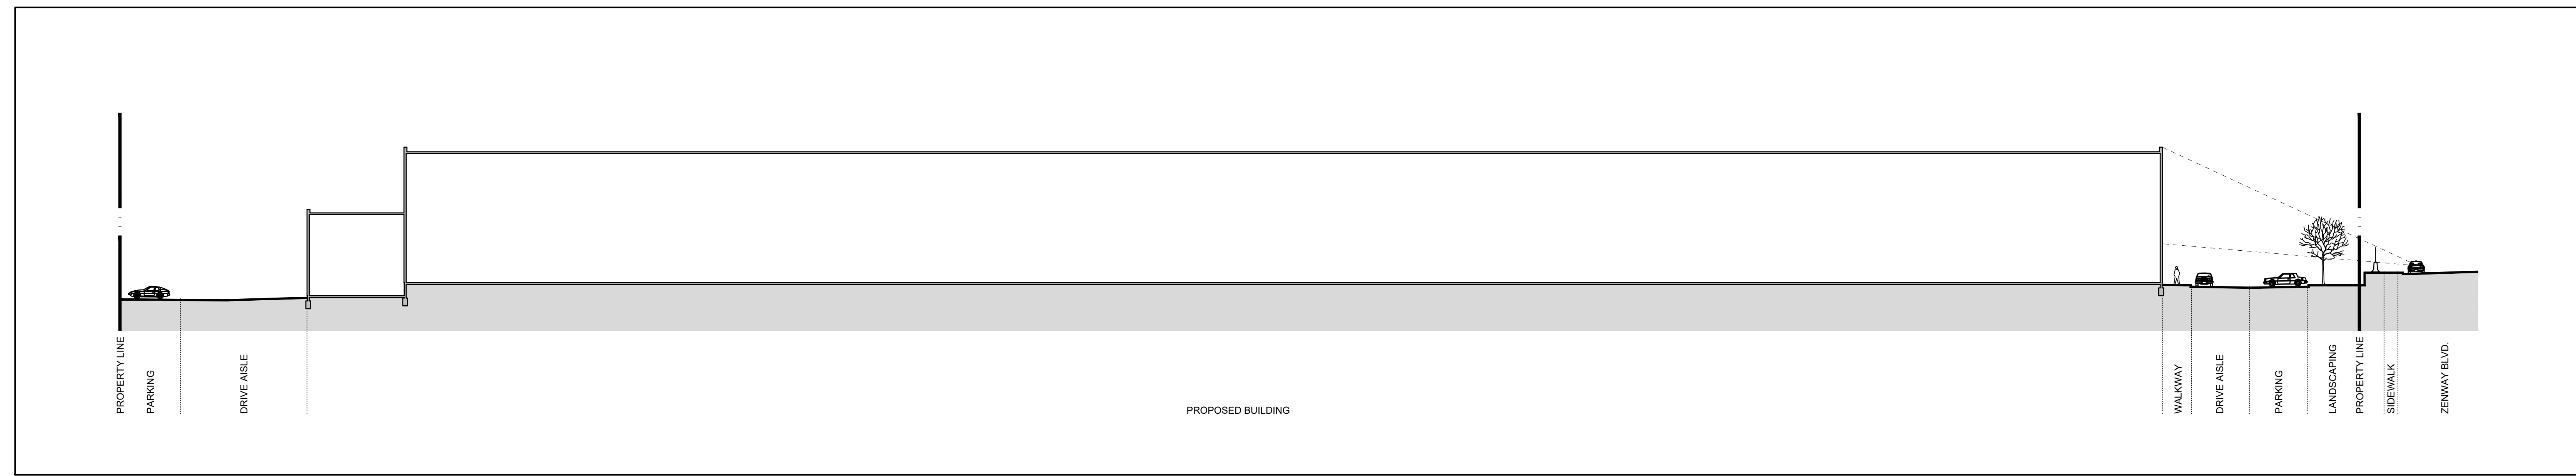 PROPERTY LINE
PARKING
DRIVE AISLE
PROPOSED BUILDING
WALKWAY
DRIVE AISLE
PARKING
LANDSCAPING
PROPERTY LINE
SIDEWALK
ZENWAY BLVD.